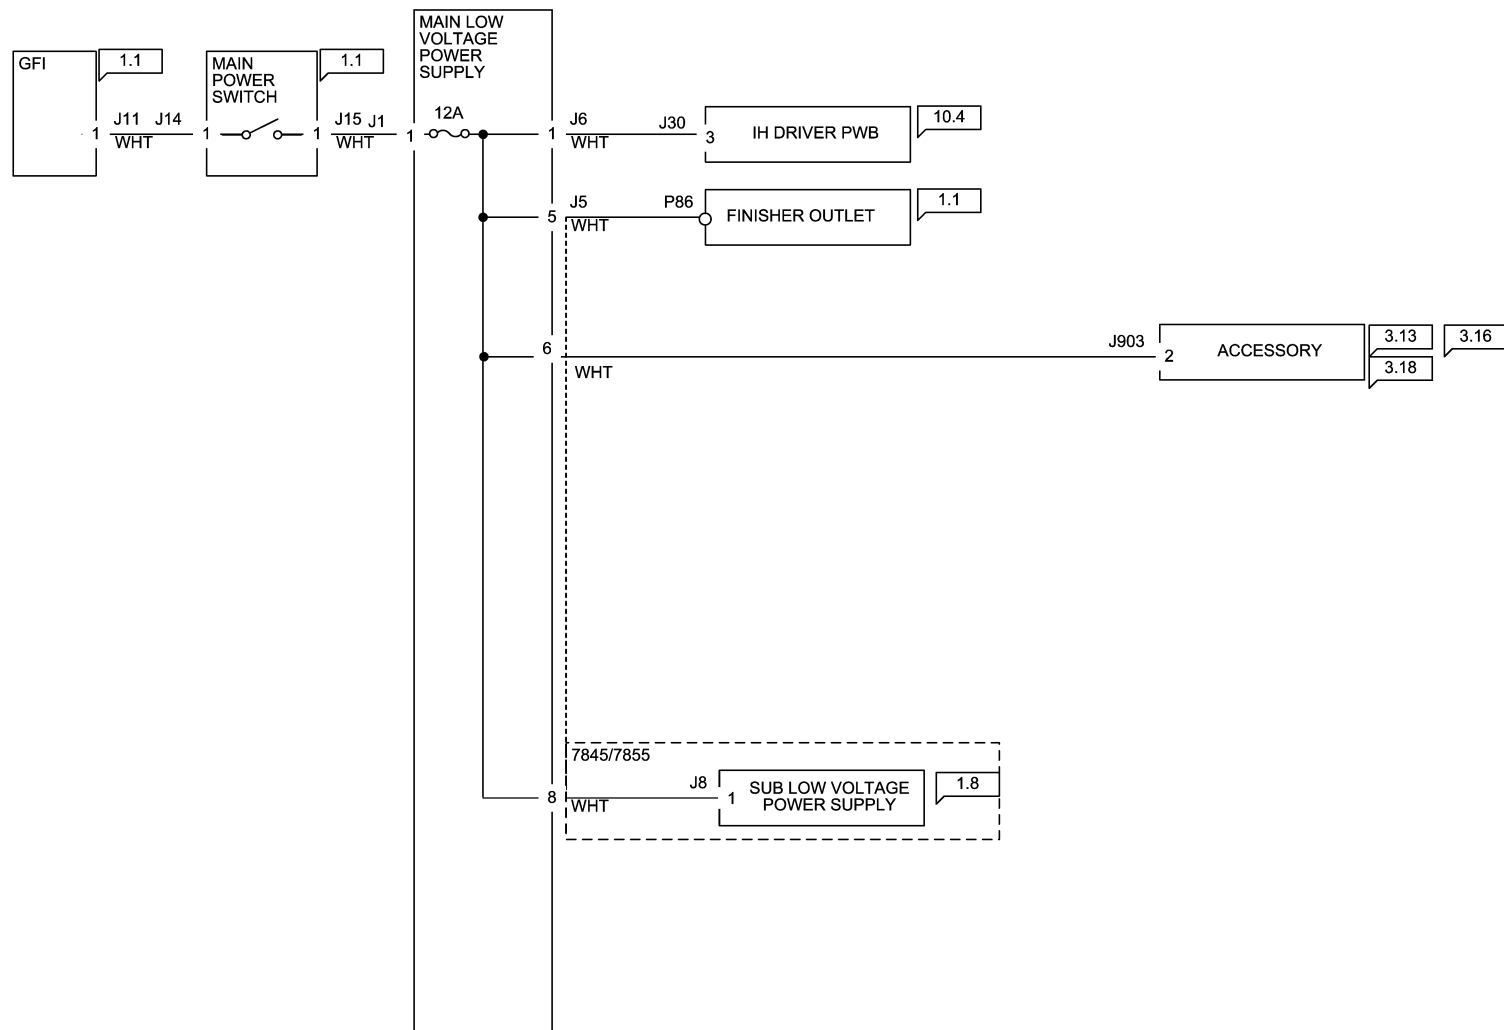 GFI
1.1
1
J11 J14
WHT
MAIN
POWER
SWITCH
1.1
1
1
J15 J1
WHT
MAIN LOW
VOLTAGE
POWER
SUPPLY
1
12A
1
J6
WHT
J30
3
IH DRIVER PWB
10.4
5
J5
WHT
P86
FINISHER OUTLET
1.1
6
WHT
J903
2
ACCESSORY
3.13
3.16
3.18
7845/7855
8
WHT
J8
1
SUB LOW VOLTAGE
POWER SUPPLY
1.8